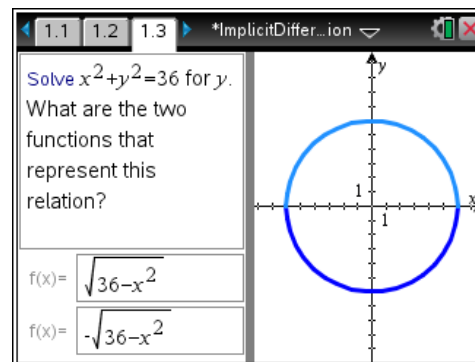 1.1 1.2 1.3 *ImplicitDiffer...ion
Solve x²+y²=36 for y.
What are the two
functions that
represent this
relation?
f(x)= √(36-x²)
f(x)= -√(36-x²)
y
1
x
1